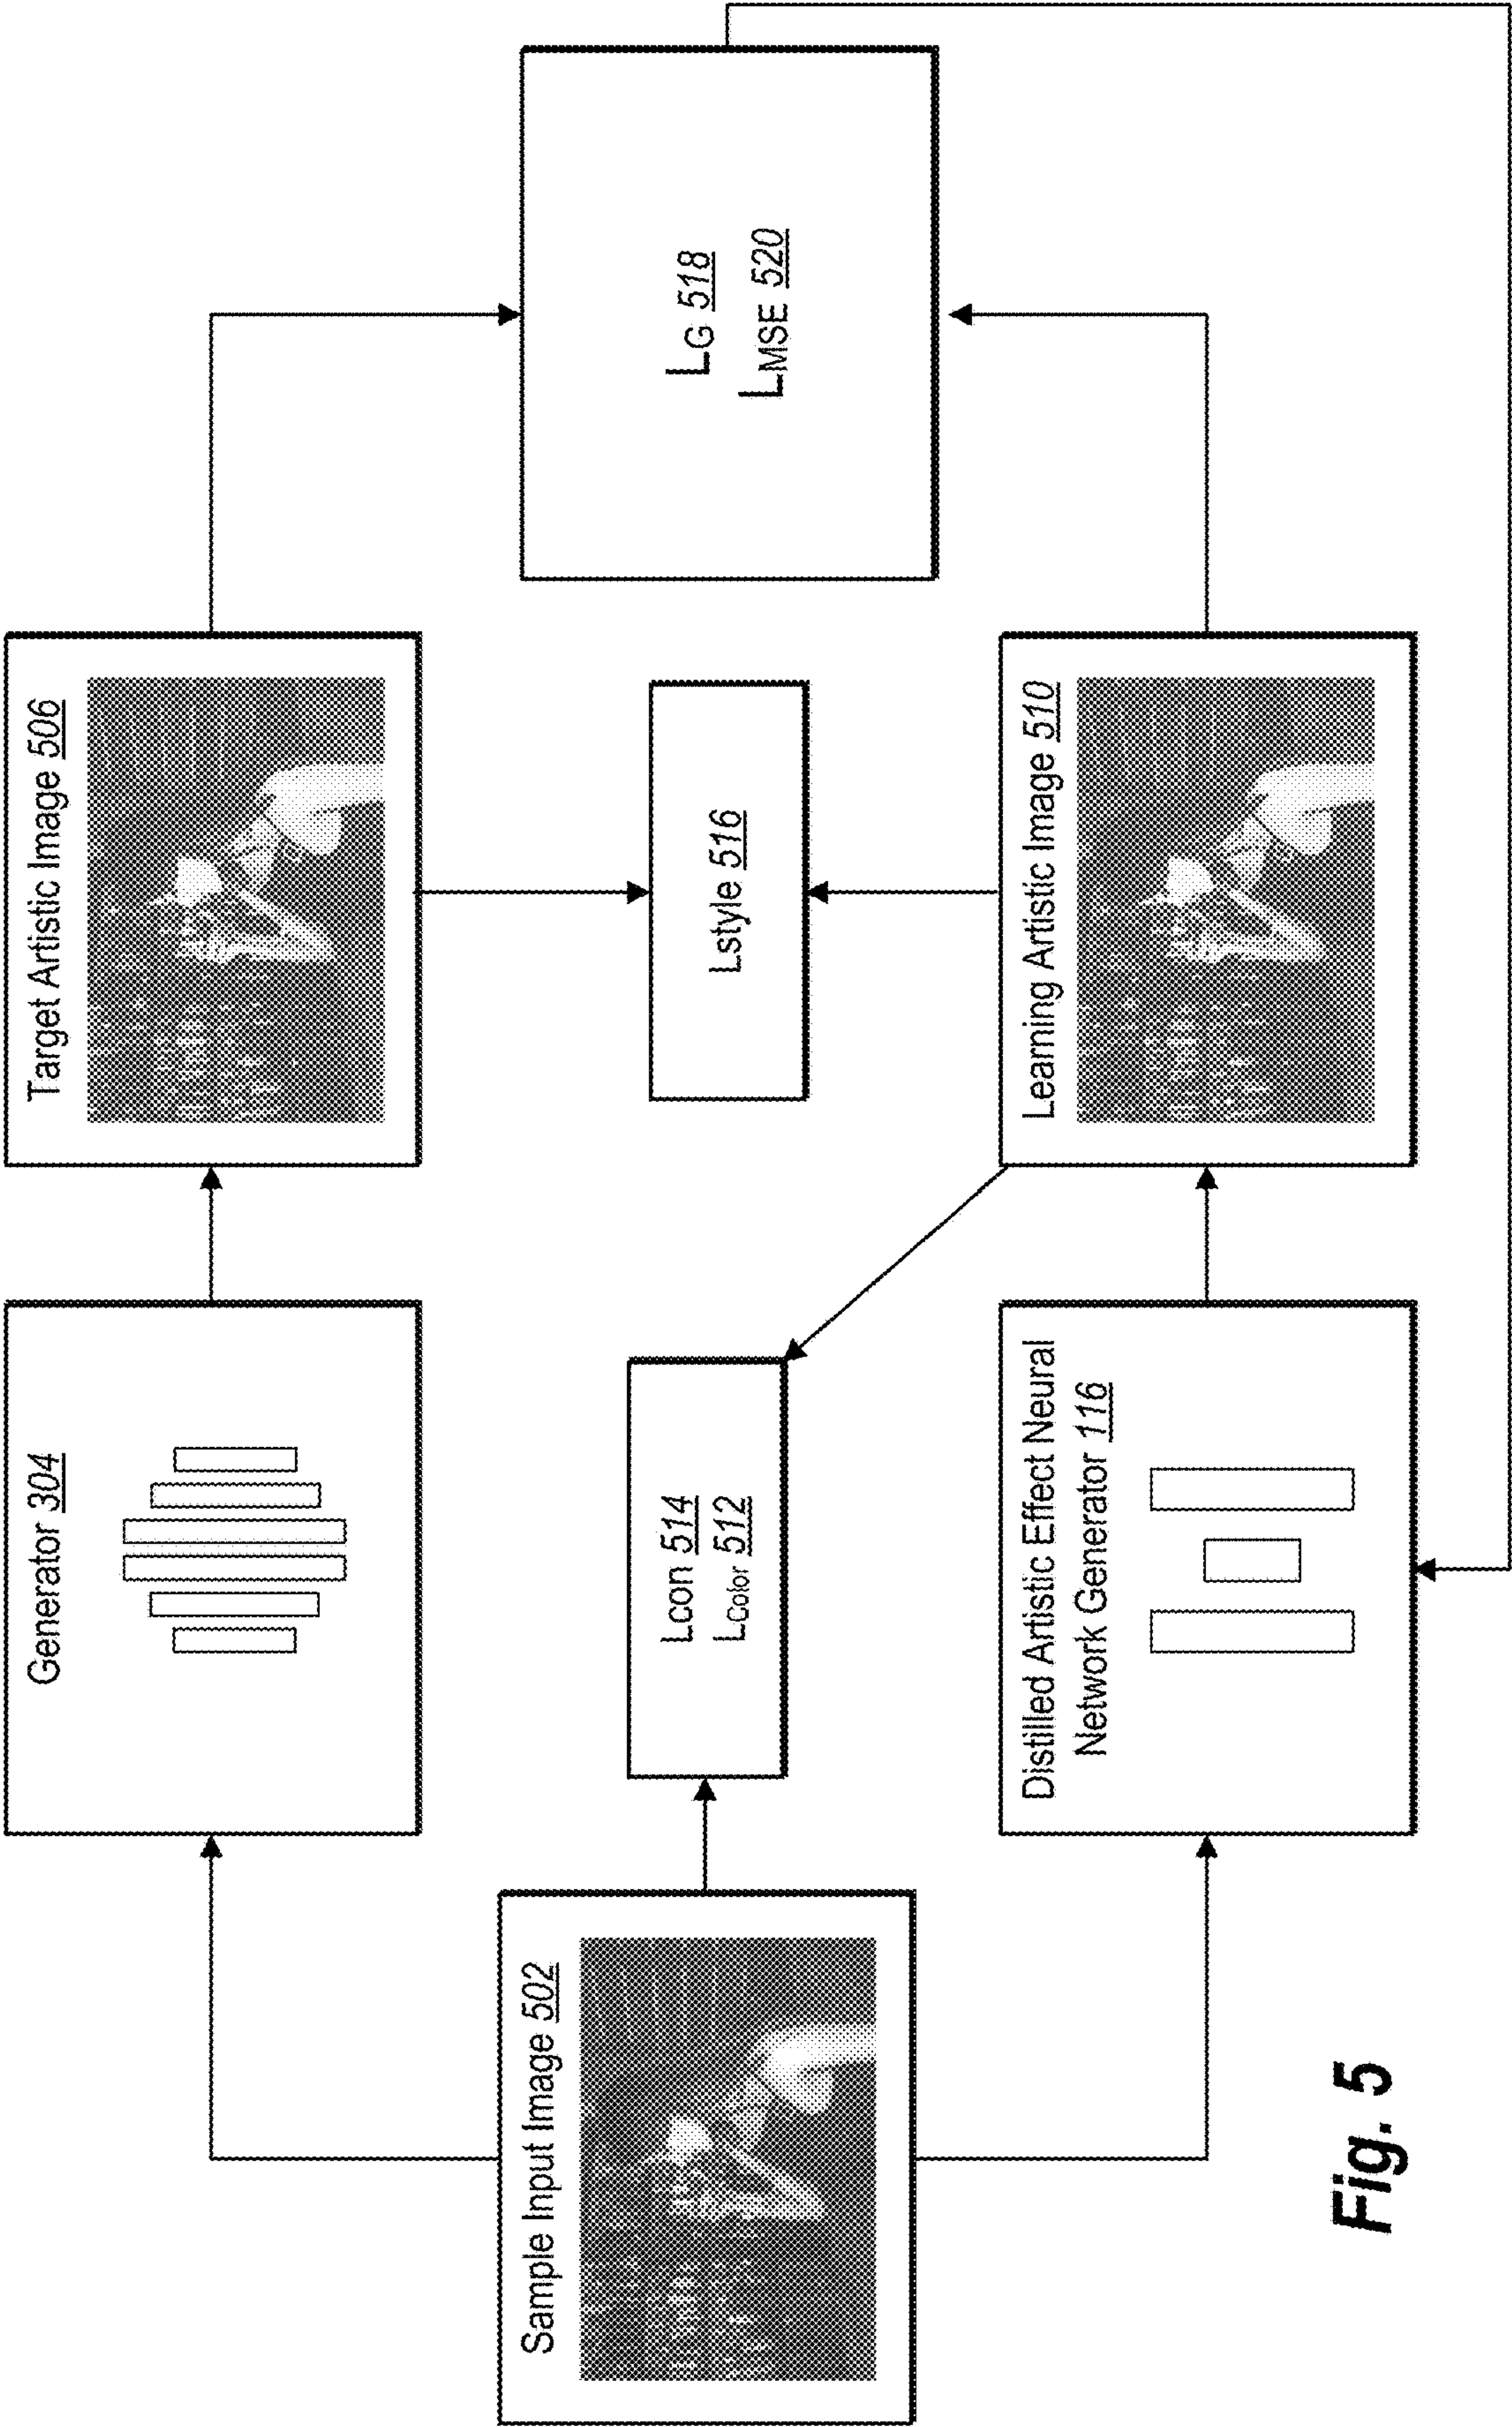 Generator 304
Target Artistic Image 506
Sample Input Image 502
Lcon 514
LColor 512
Lstyle 516
LG 518
LMSE 520
Distilled Artistic Effect Neural
Network Generator 116
Learning Artistic Image 510
Fig. 5